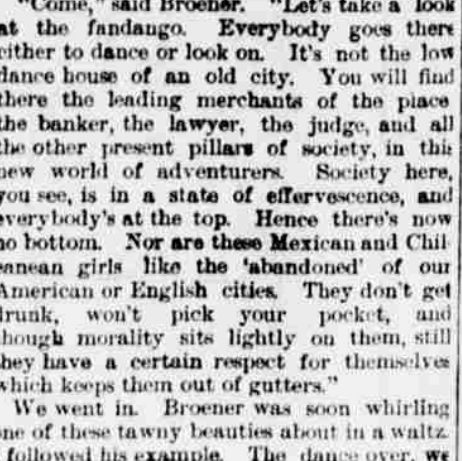 "Come," said Broener. "Let's take a look
at the fandango. Everybody goes there
either to dance or look on. It's not the low
dance house of an old city. You will find
there the leading merchants of the place
the banker, the lawyer, the judge, and all
the other present pillars of society, in this
new world of adventurers. Society here,
you see, is in a state of effervescence, and
everybody's at the top. Hence there's now
no bottom. Nor are these Mexican and Chil
eanean girls like the 'abandoned' of our
American or English cities. They don't get
drunk, won't pick your pocket, and
though morality sits lightly on them, still
they have a certain respect for themselves
which keeps them out of gutters."
We went in. Broener was soon whirling
one of these tawny beauties about in a waltz.
I followed his example. The dance over, we